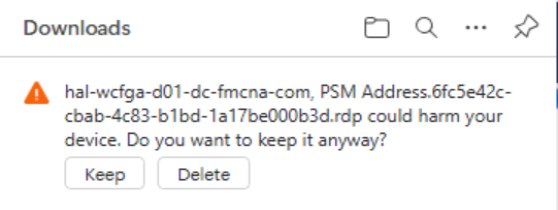 Downloads
hal-wcfga-d01-dc-fmcna-com, PSM Address.6fc5e42c-
cbab-4c83-b1bd-1a17be000b3d.rdp could harm your
device. Do you want to keep it anyway?
Keep Delete